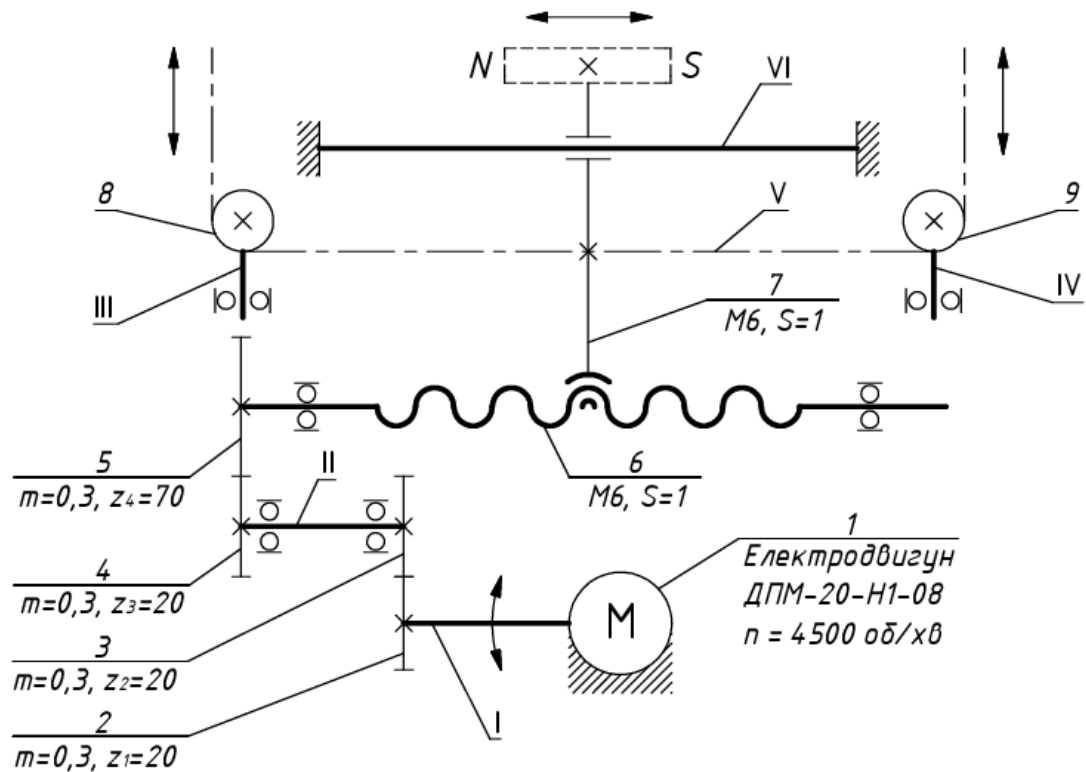 N S
VI
8
9
V
III
IV
7
M6, S=1
5
m=0,3, z4=70
II
6
M6, S=1
4
m=0,3, z3=20
1
Електродвигун
ДПМ-20-Н1-08
n = 4500 об/хв
M
3
m=0,3, z2=20
2
m=0,3, z1=20
I